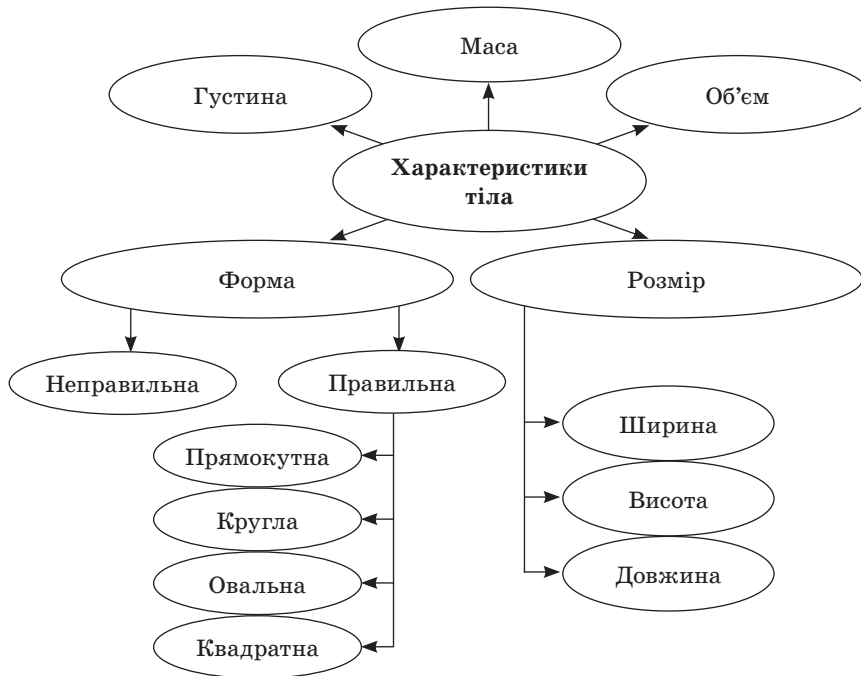 Маса
Густина
Об’єм
Характеристики
тіла
Форма
Розмір
Неправильна
Правильна
Ширина
Прямокутна
Висота
Кругла
Довжина
Овальна
Квадратна